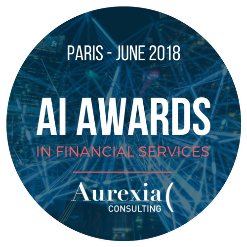 PARIS - JUNE 2018
AI AWARDS
IN FINANCIAL SERVICES
Aurexia(
CONSULTING